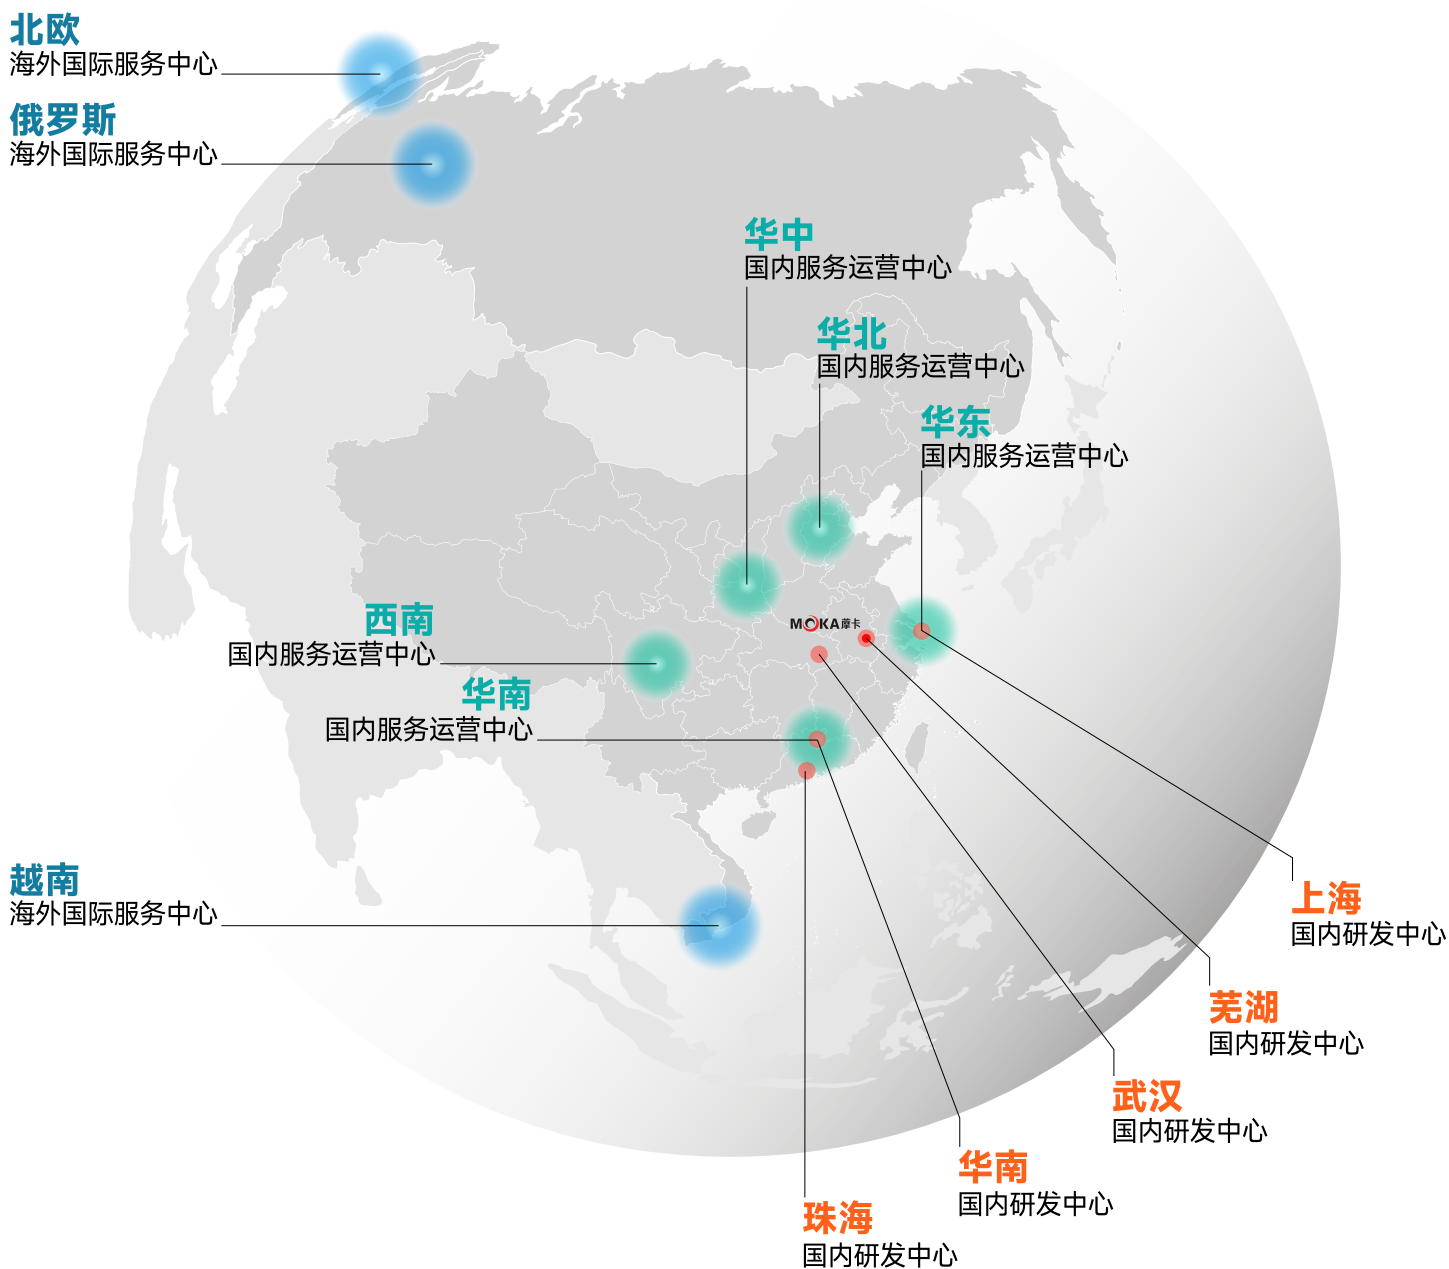 北欧
海外国际服务中心
俄罗斯
海外国际服务中心
华中
国内服务运营中心
华北
国内服务运营中心
华东
国内服务运营中心
西南
国内服务运营中心
MOKA摩卡
华南
国内服务运营中心
越南
海外国际服务中心
上海
国内研发中心
芜湖
国内研发中心
武汉
国内研发中心
华南
国内研发中心
珠海
国内研发中心